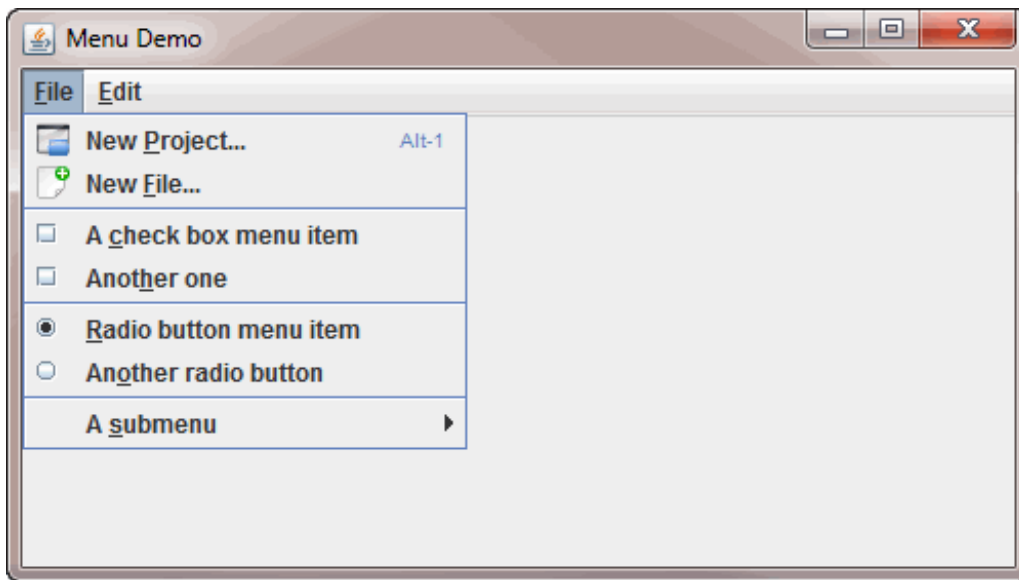 Menu Demo
File Edit
New Project... Alt-1
New File...
A check box menu item
Another one
Radio button menu item
Another radio button
A submenu